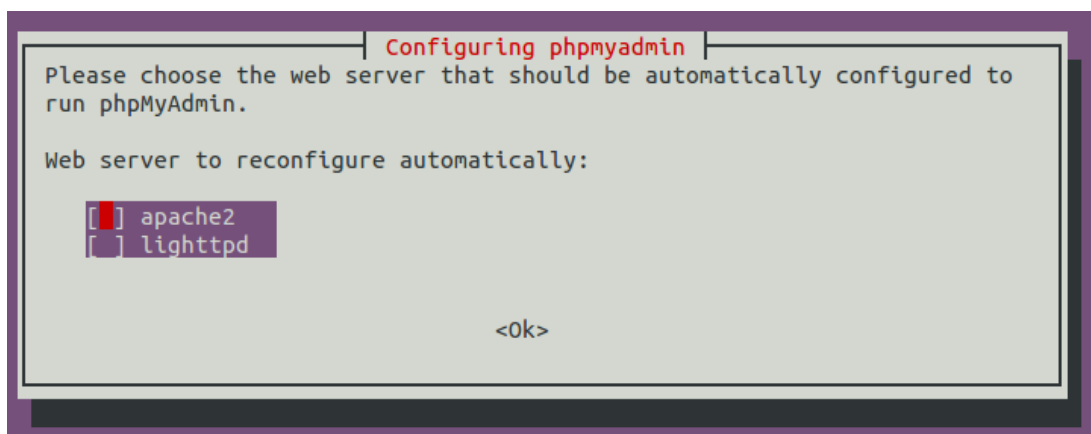 Configuring phpmyadmin
Please choose the web server that should be automatically configured to
run phpMyAdmin.
Web server to reconfigure automatically:
[ ] apache2
[ ] lighttpd
<Ok>